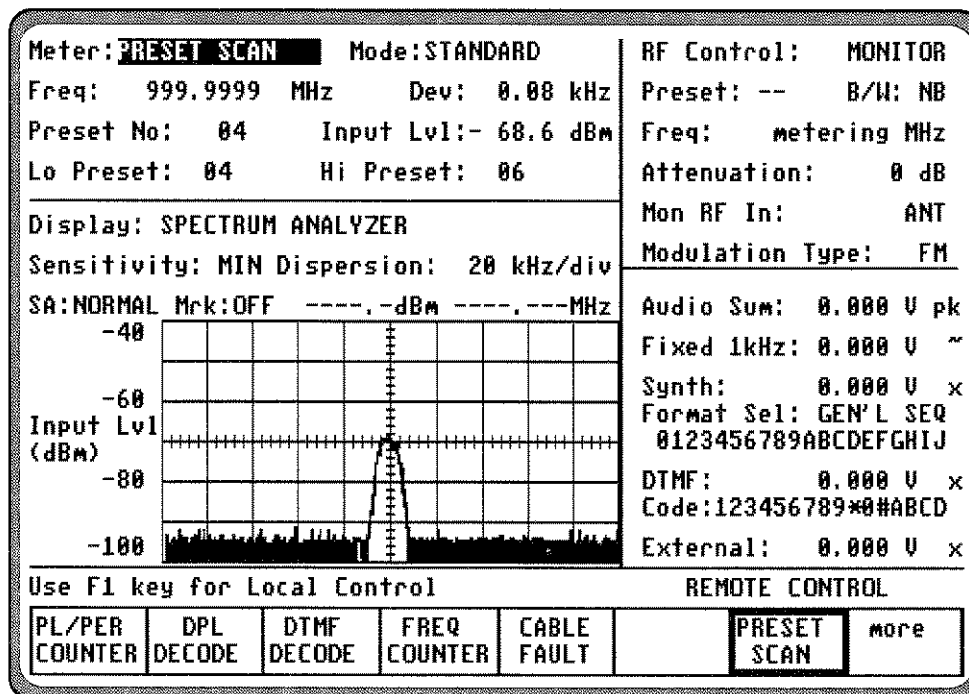 Meter:PRESET SCAN Mode:STANDARD
Freq: 999.9999 MHz Dev: 0.08 kHz
Preset No: 04 Input Lvl:- 68.6 dBm
Lo Preset: 04 Hi Preset: 06
Display: SPECTRUM ANALYZER
Sensitivity: MIN Dispersion: 20 kHz/div
SA:NORMAL Mrk:OFF ----.-dBm ----.---MHz
-40
-60
Input Lvl
(dBm)
-80
-100
RF Control: MONITOR
Preset: -- B/W: NB
Freq: metering MHz
Attenuation: 0 dB
Mon RF In: ANT
Modulation Type: FM
Audio Sum: 0.000 V pk
Fixed 1kHz: 0.000 V ~
Synth: 0.000 V x
Format Sel: GEN'L SEQ
0123456789ABCDEFGHIJ
DTMF: 0.000 V x
Code:123456789*0#ABCD
External: 0.000 V x
Use F1 key for Local Control REMOTE CONTROL
PL/PER COUNTER
DPL DECODE
DTMF DECODE
FREQ COUNTER
CABLE FAULT
PRESET SCAN
more